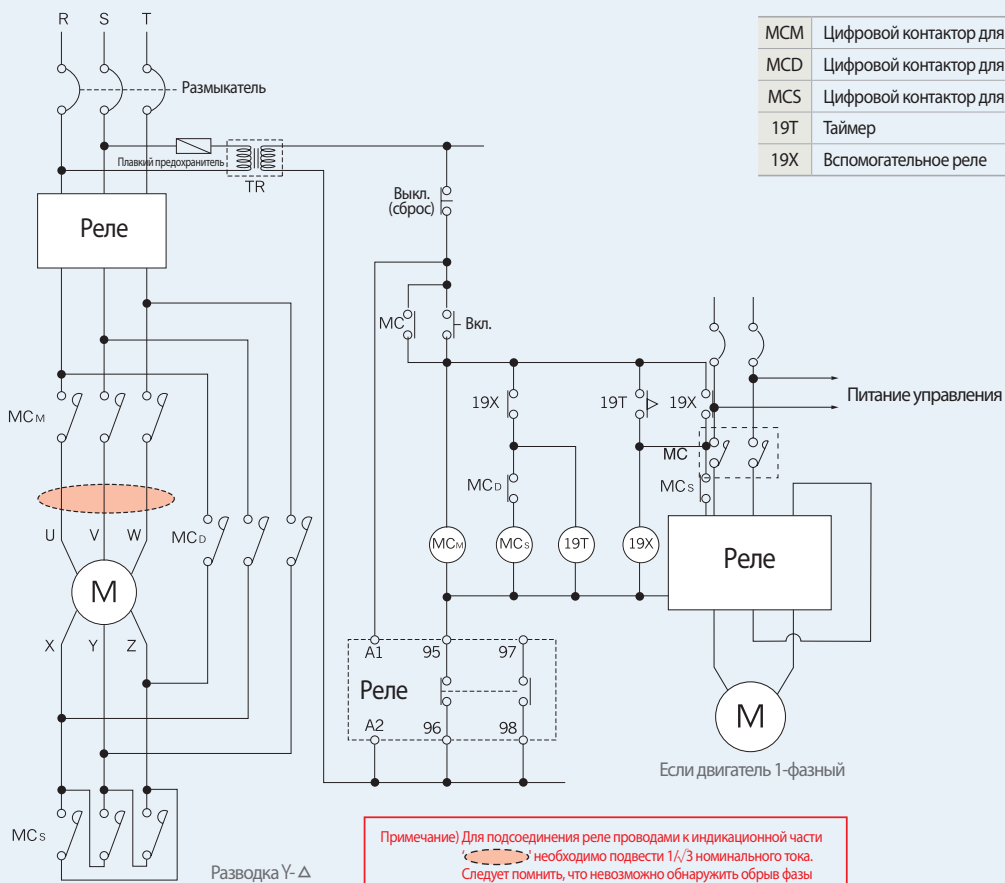 R S T
Размыкатель
Плавкий предохранитель
TR
Реле
Выкл.
(сброс)
MC
Вкл.
MCM Цифровой контактор для
MCD Цифровой контактор для
MCS Цифровой контактор для
19T Таймер
19X Вспомогательное реле
MCM
U V W
MCD
M
X Y Z
MCS
Разводка Y-Δ
19X 19T 19X
MCD
MCS
MCM MCS 19T 19X
A1 95 97
Реле
A2 96 98
Питание управления
MC
Реле
M
Если двигатель 1-фазный
Примечание) Для подсоединения реле проводами к индикационной части
' ' необходимо подвести 1/√3 номинального тока.
Следует помнить, что невозможно обнаружить обрыв фазы